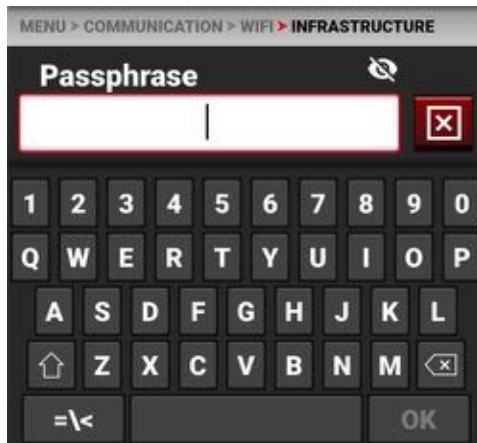 MENU > COMMUNICATION > WIFI > INFRASTRUCTURE
Passphrase
1 2 3 4 5 6 7 8 9 0
Q W E R T Y U I O P
A S D F G H J K L
Z X C V B N M
=\< OK